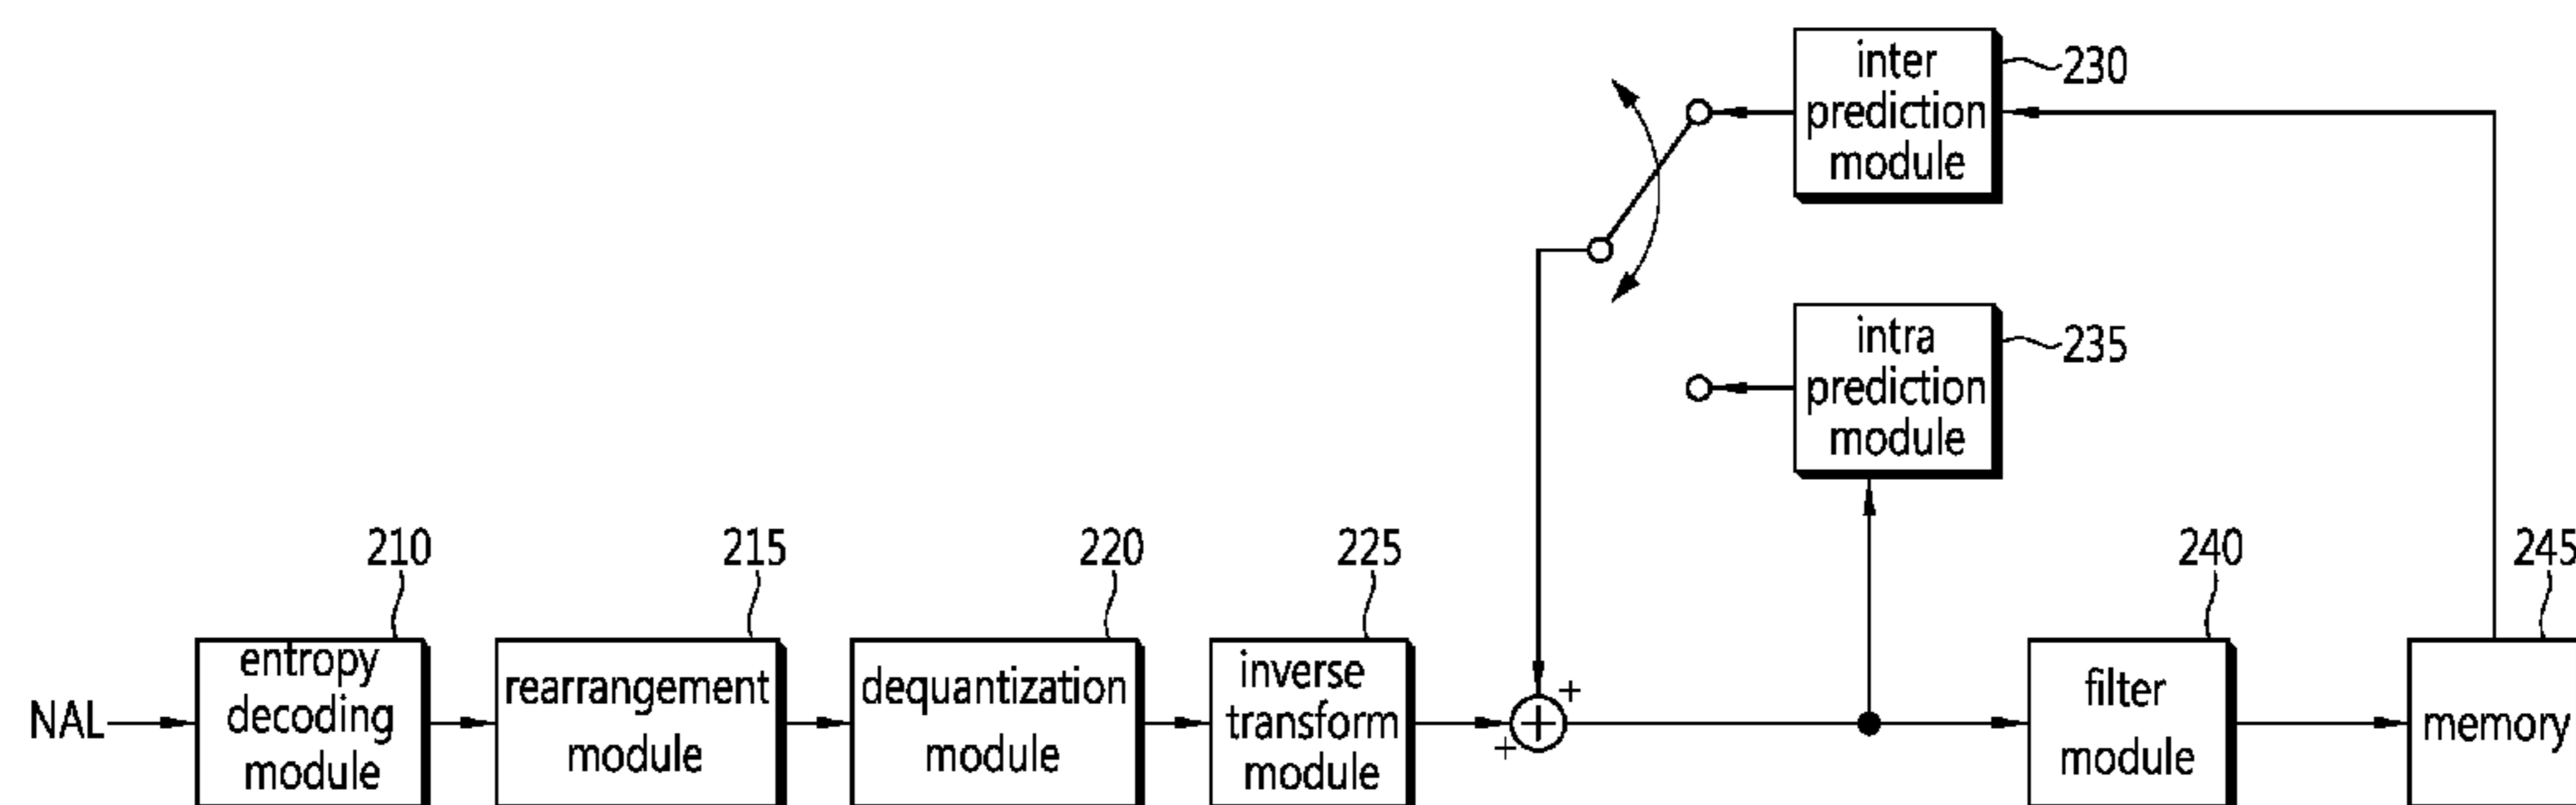 inter
prediction
module
230
intra
prediction
module
235
210
215
220
225
240
245
NAL
entropy
decoding
module
rearrangement
module
dequantization
module
inverse
transform
module
+
+
+
filter
module
memory